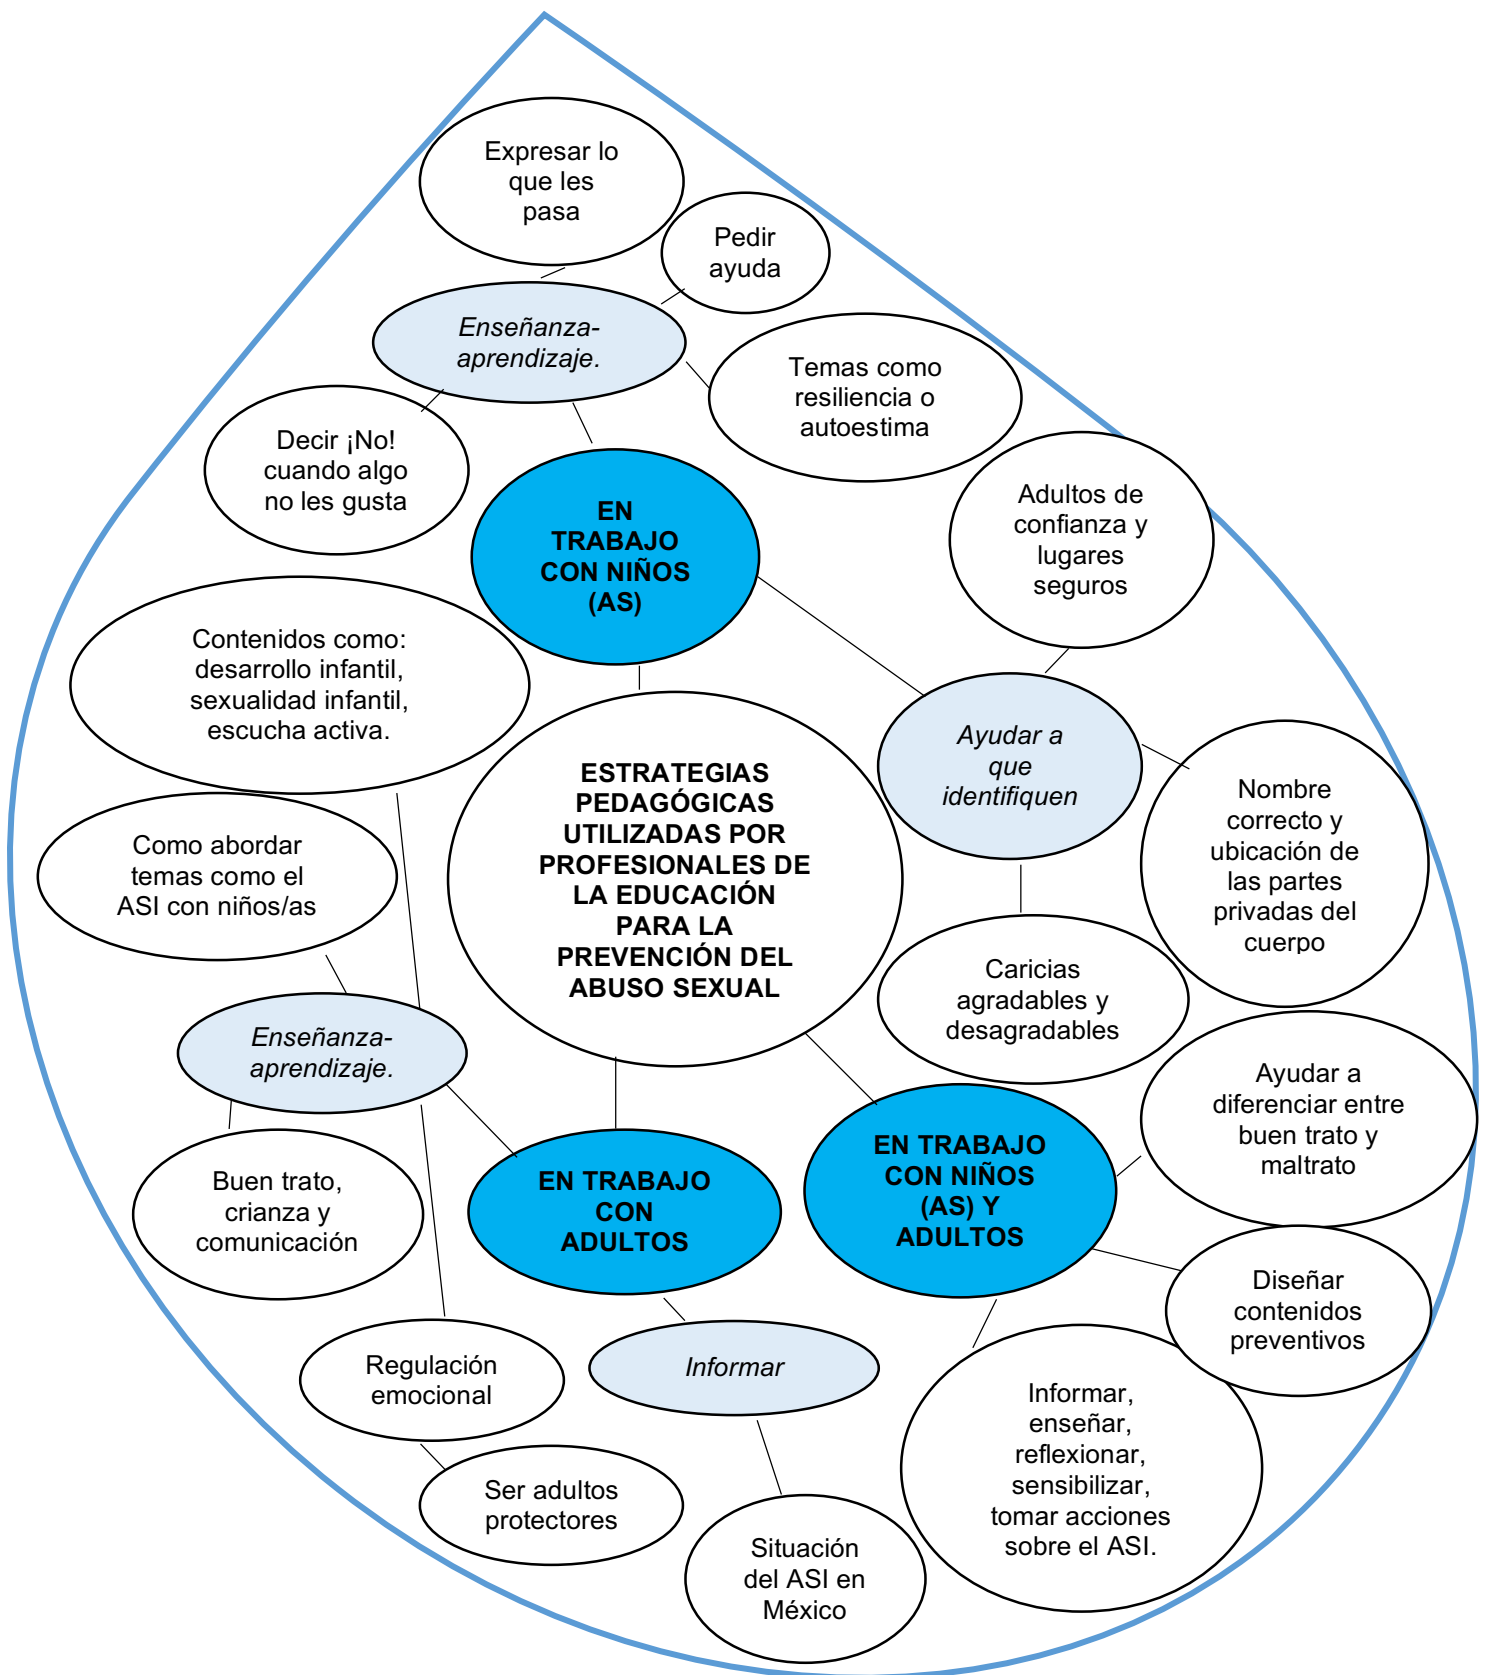 Expresar lo
que les
pasa
Pedir
ayuda
Enseñanza-
aprendizaje.
Temas como
resiliencia o
autoestima
Decir ¡No!
cuando algo
no les gusta
EN
TRABAJO
CON NIÑOS
(AS)
Adultos de
confianza y
lugares
seguros
Contenidos como:
desarrollo infantil,
sexualidad infantil,
escucha activa.
Ayudar a
que
identifiquen
ESTRATEGIAS
PEDAGÓGICAS
UTILIZADAS POR
PROFESIONALES DE
LA EDUCACIÓN
PARA LA
PREVENCIÓN DEL
ABUSO SEXUAL
Nombre
correcto y
ubicación de
las partes
privadas del
cuerpo
Como abordar
temas como el
ASI con niños/as
Caricias
agradables y
desagradables
Enseñanza-
aprendizaje.
Ayudar a
diferenciar entre
buen trato y
maltrato
EN TRABAJO
CON NIÑOS
(AS) Y
ADULTOS
Buen trato,
crianza y
comunicación
EN TRABAJO
CON
ADULTOS
Diseñar
contenidos
preventivos
Regulación
emocional
Informar
Informar,
enseñar,
reflexionar,
sensibilizar,
tomar acciones
sobre el ASI.
Ser adultos
protectores
Situación
del ASI en
México